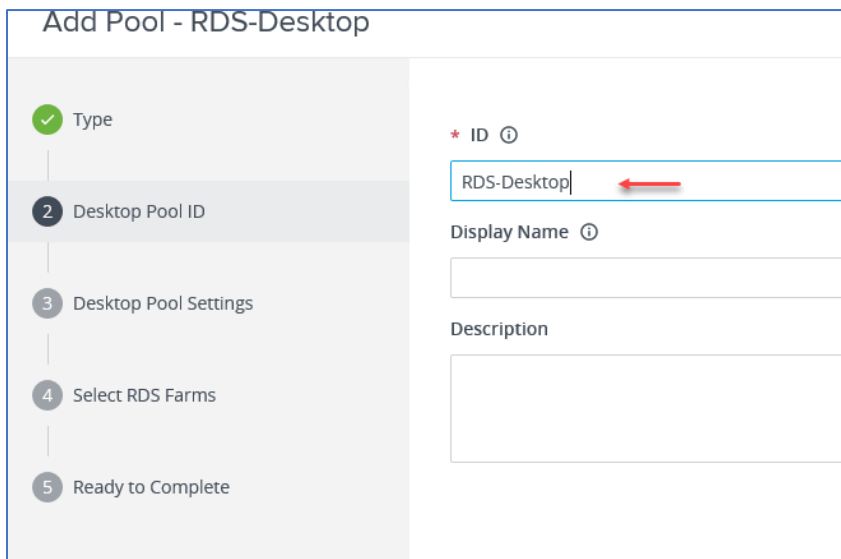 Add Pool - RDS-Desktop
Type
2 Desktop Pool ID
3 Desktop Pool Settings
4 Select RDS Farms
5 Ready to Complete
* ID
RDS-Desktop
Display Name
Description